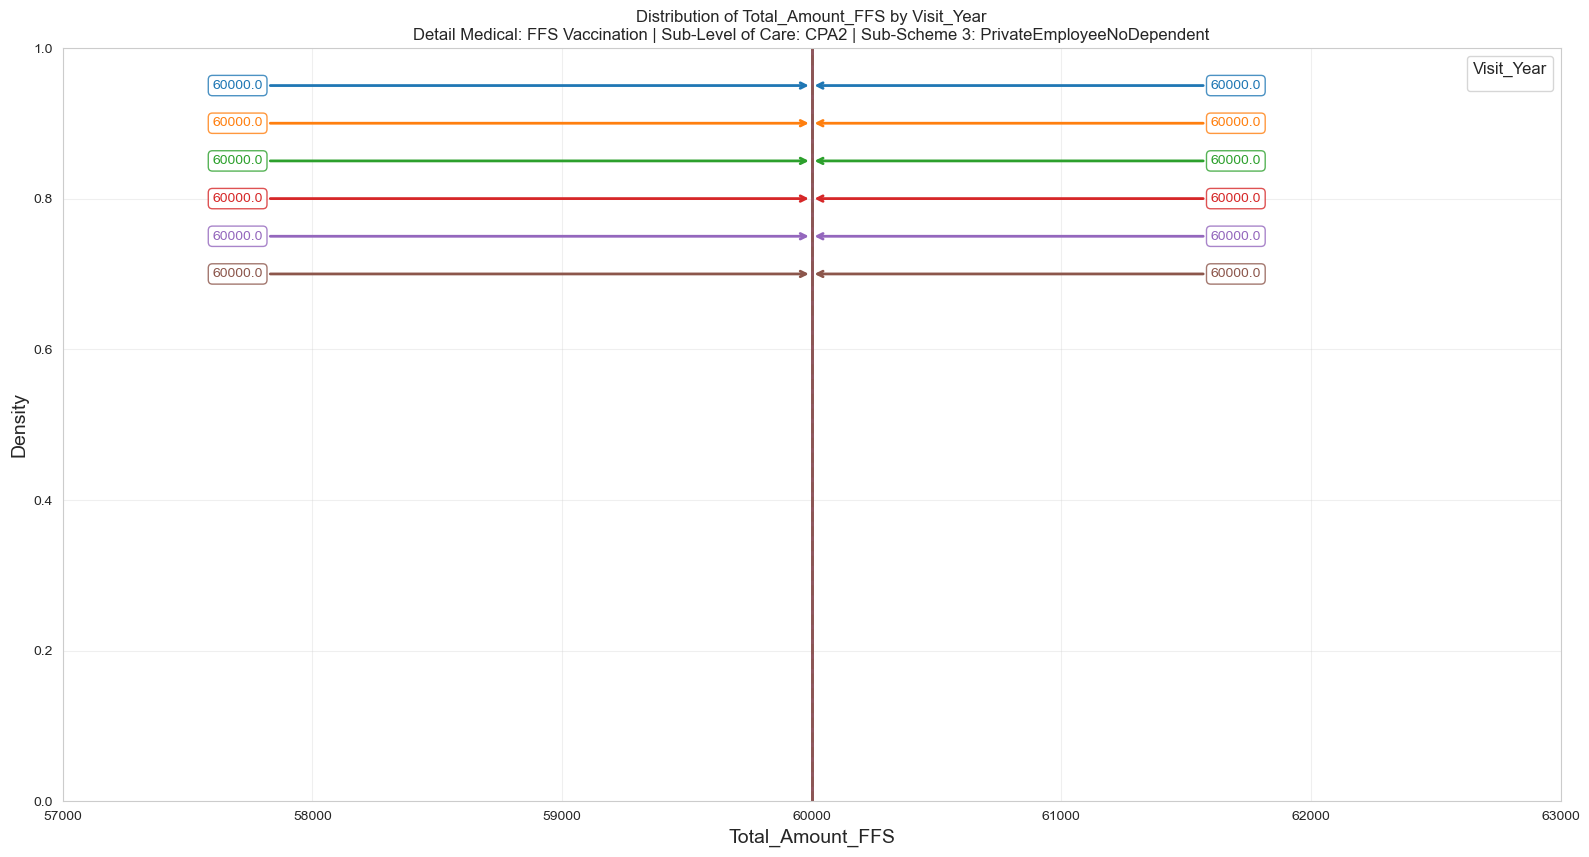 Distribution of Total_Amount_FFS by Visit_Year
Detail Medical: FFS Vaccination | Sub-Level of Care: CPA2 | Sub-Scheme 3: PrivateEmployeeNoDependent
Visit_Year
1.0
60000.0 60000.0
60000.0 60000.0
60000.0 60000.0
0.8
60000.0 60000.0
60000.0 60000.0
60000.0 60000.0
0.6
Density
0.4
0.2
0.0
57000 58000 59000 60000 61000 62000 63000
Total_Amount_FFS